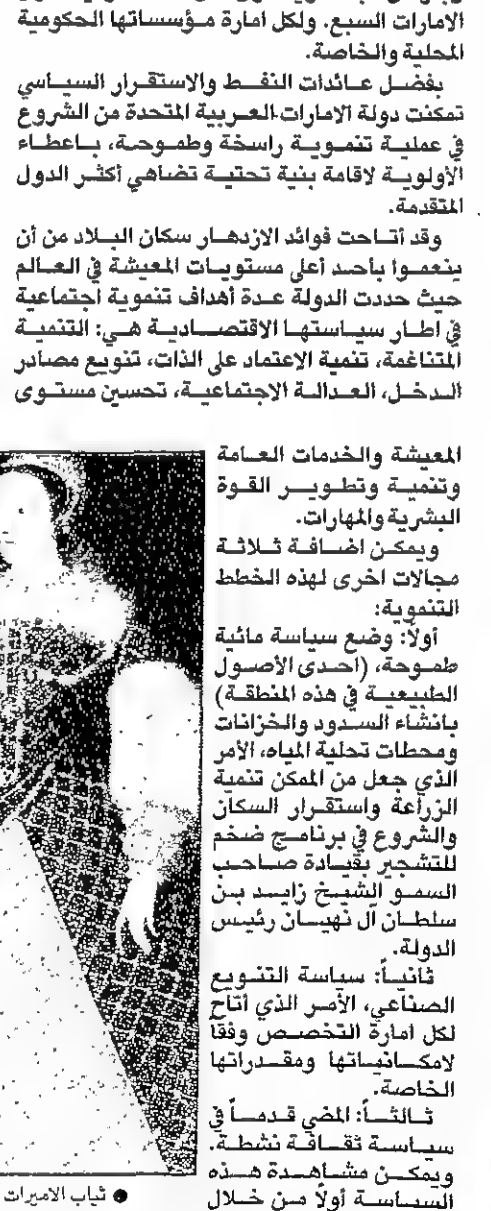 الامارات السبع. ولكل امارة مؤسساتها الحكومية
المحلية والخاصة.
بفضل عائدات النفط والاستقرار السياسي
تمكنت دولة الامارات العربية المتحدة من الشروع
في عملية تنموية راسخة وطموحة، باعطاء
الأولوية لاقامة بنية تحتية تضاهي أكثر الدول
المتقدمة.
وقد أتاحت فوائد الازدهار سكان البلاد من أن
ينعموا بأحد أعلى مستويات المعيشة في العالم
حيث حددت الدولة عدة أهداف تنموية اجتماعية
في اطار سياستها الاقتصادية هي: التنمية
المتناغمة، تنمية الاعتماد على الذات، تنويع مصادر
الدخل، العدالة الاجتماعية، تحسين مستوى
المعيشة والخدمات العامة
وتنمية وتطوير القوة
البشرية والمهارات.
ويمكن اضافة ثلاثة
مجالات اخرى لهذه الخطط
التنموية:
أولاً: وضع سياسة مائية
طموحة، (احدى الأصول
الطبيعية في هذه المنطقة)
بانشاء السدود والخزانات
ومحطات تحلية المياه، الأمر
الذي جعل من الممكن تنمية
الزراعة واستقرار السكان
والشروع في برنامج ضخم
للتشجير بقيادة صاحب
السمو الشيخ زايد بن
سلطان آل نهيان رئيس
الدولة.
ثانياً: سياسة التنويع
الصناعي، الأمر الذي أتاح
لكل امارة التخصص وفقاً
لامكانياتها ومقدراتها
الخاصة.
ثالثاً: المضي قدماً في
سياسة ثقافة نشطة.
ويمكن مشاهدة هذه
السياسة أولاً من خلال
● ثياب الاميرات